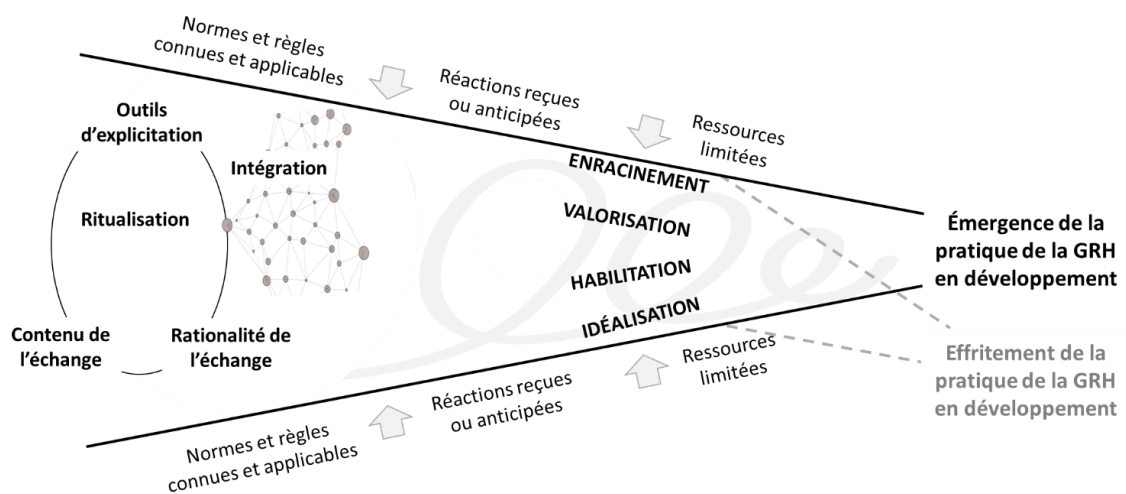 Normes et règles
connues et applicables
Réactions reçues
ou anticipées
Ressources
limitées
Outils
d’explicitation
Intégration
Ritualisation
Contenu de
l’échange
Rationalité de
l’échange
ENRACINEMENT
VALORISATION
HABILITATION
IDÉALISATION
Émergence de la
pratique de la GRH
en développement
Effritement de la
pratique de la GRH
en développement
Ressources
limitées
Réactions reçues
ou anticipées
Normes et règles
connues et applicables